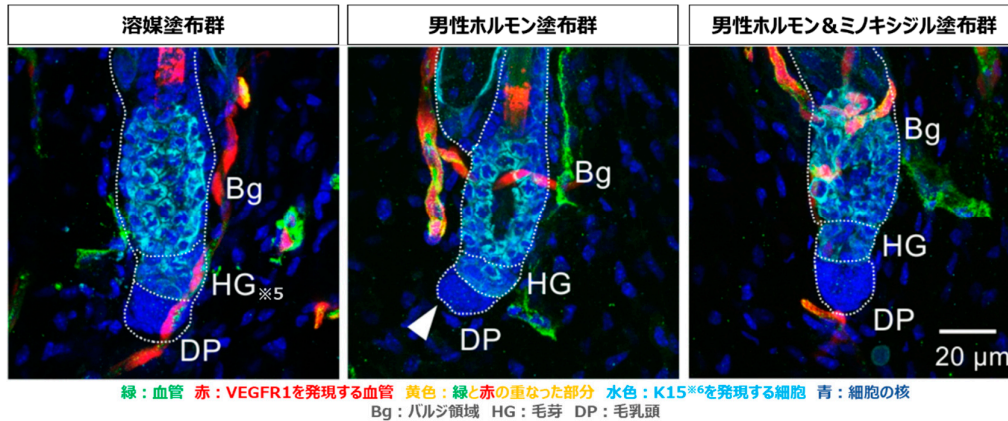 溶媒塗布群
男性ホルモン塗布群
男性ホルモン＆ミノキシジル塗布群
Bg
HG※5
DP
Bg
HG
DP
Bg
HG
DP
20 μm
緑：血管 赤：VEGFR1を発現する血管 黄色：緑と赤の重なった部分 水色：K15※6を発現する細胞 青：細胞の核
Bg：バルジ領域 HG：毛芽 DP：毛乳頭